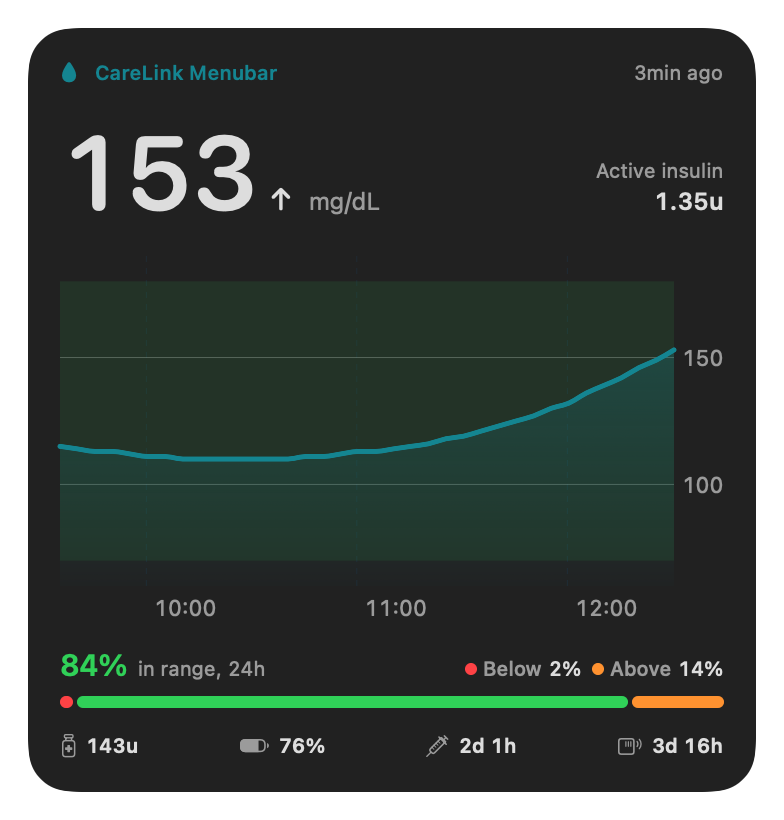 CareLink Menubar 3min ago
153 ↑ mg/dL
Active insulin
1.35u
150
100
10:00 11:00 12:00
84% in range, 24h Below 2% Above 14%
143u 76% 2d 1h 3d 16h